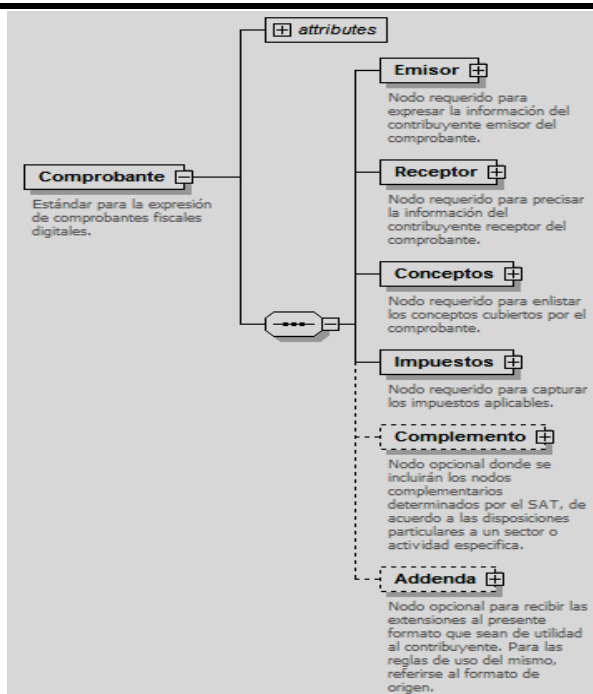 attributes
Emisor
Nodo requerido para
expresar la información del
contribuyente emisor del
comprobante.
Comprobante
Estándar para la expresión
de comprobantes fiscales
digitales.
Receptor
Nodo requerido para precisar
la información del
contribuyente receptor del
comprobante.
Conceptos
Nodo requerido para enlistar
los conceptos cubiertos por el
comprobante.
Impuestos
Nodo requerido para capturar
los impuestos aplicables.
Complemento
Nodo opcional donde se
incluirán los nodos
complementarios
determinados por el SAT, de
acuerdo a las disposiciones
particulares a un sector o
actividad especifica.
Addenda
Nodo opcional para recibir las
extensiones al presente
formato que sean de utilidad
al contribuyente. Para las
reglas de uso del mismo,
referirse al formato de
origen.